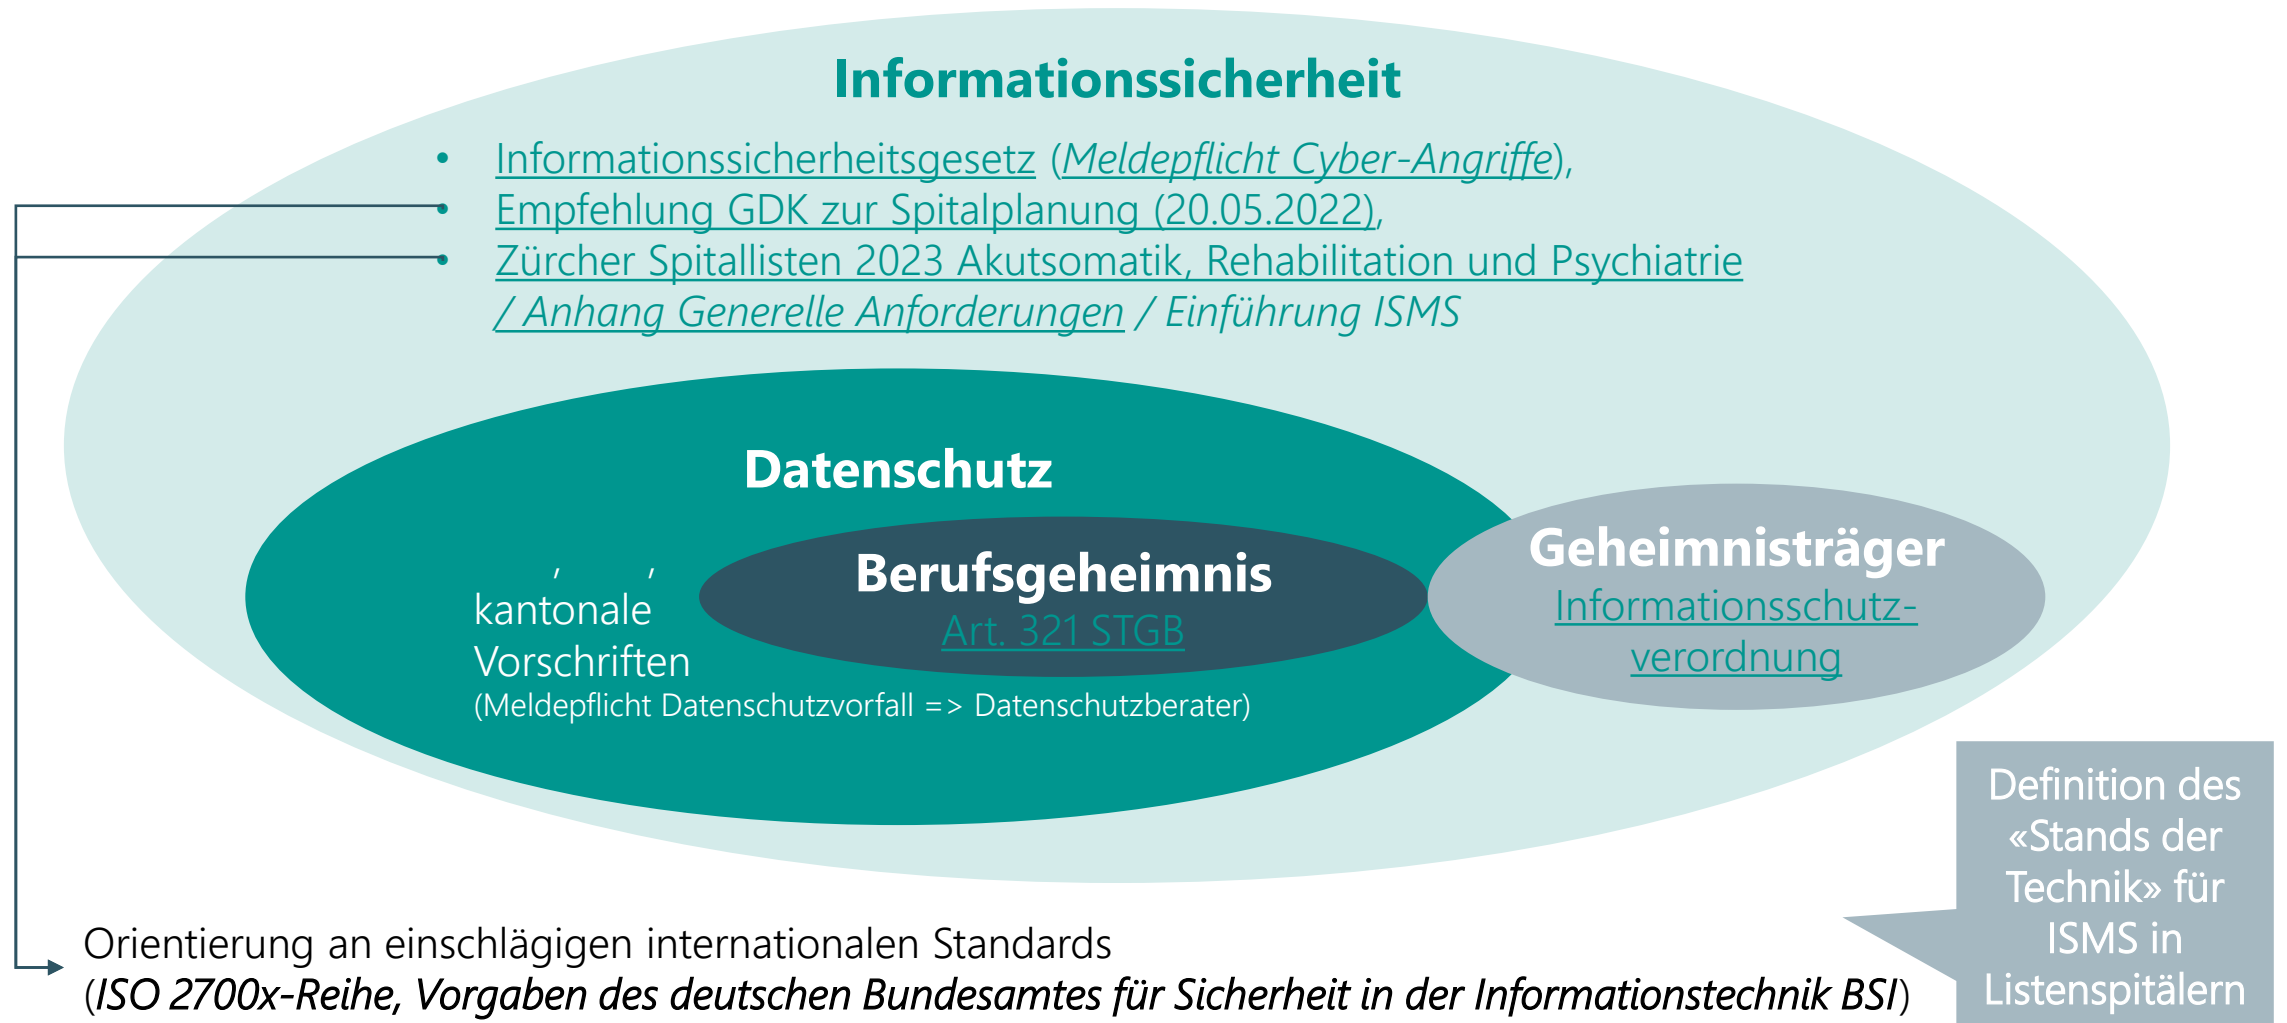 Informationssicherheit
• Informationssicherheitsgesetz (Meldepflicht Cyber-Angriffe),
• Empfehlung GDK zur Spitalplanung (20.05.2022),
• Zürcher Spitallisten 2023 Akutsomatik, Rehabilitation und Psychiatrie
/ Anhang Generelle Anforderungen / Einführung ISMS
Datenschutz
, ,
kantonale
Vorschriften
(Meldepflicht Datenschutzvorfall => Datenschutzberater)
Berufsgeheimnis
Art. 321 STGB
Geheimnisträger
Informationsschutz-
verordnung
Definition des
«Stands der
Technik» für
ISMS in
Listenspitälern
Orientierung an einschlägigen internationalen Standards
(ISO 2700x-Reihe, Vorgaben des deutschen Bundesamtes für Sicherheit in der Informationstechnik BSI)